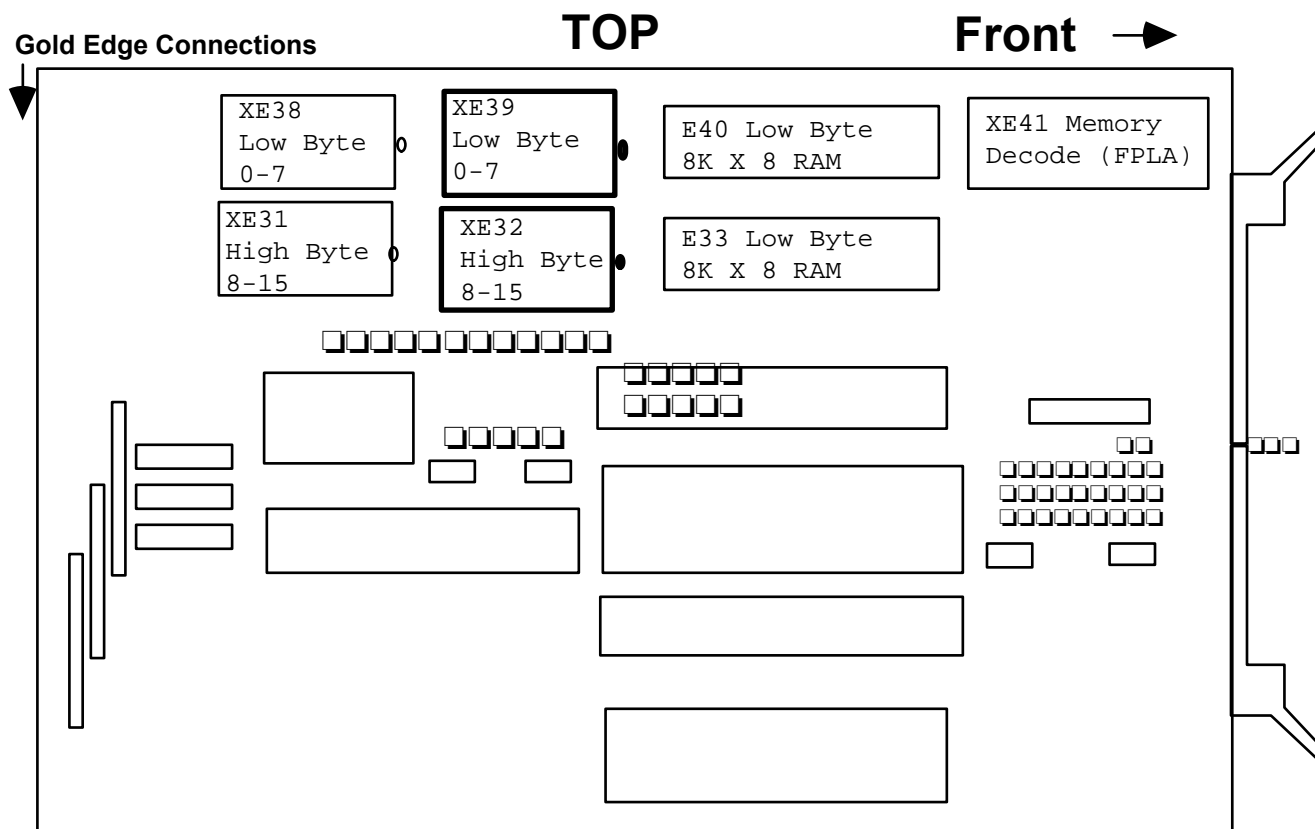 TOP
Front
Gold Edge Connections
XE38
Low Byte
0-7
XE39
Low Byte
0-7
E40 Low Byte
8K X 8 RAM
XE41 Memory
Decode (FPLA)
XE31
High Byte
8-15
XE32
High Byte
8-15
E33 Low Byte
8K X 8 RAM